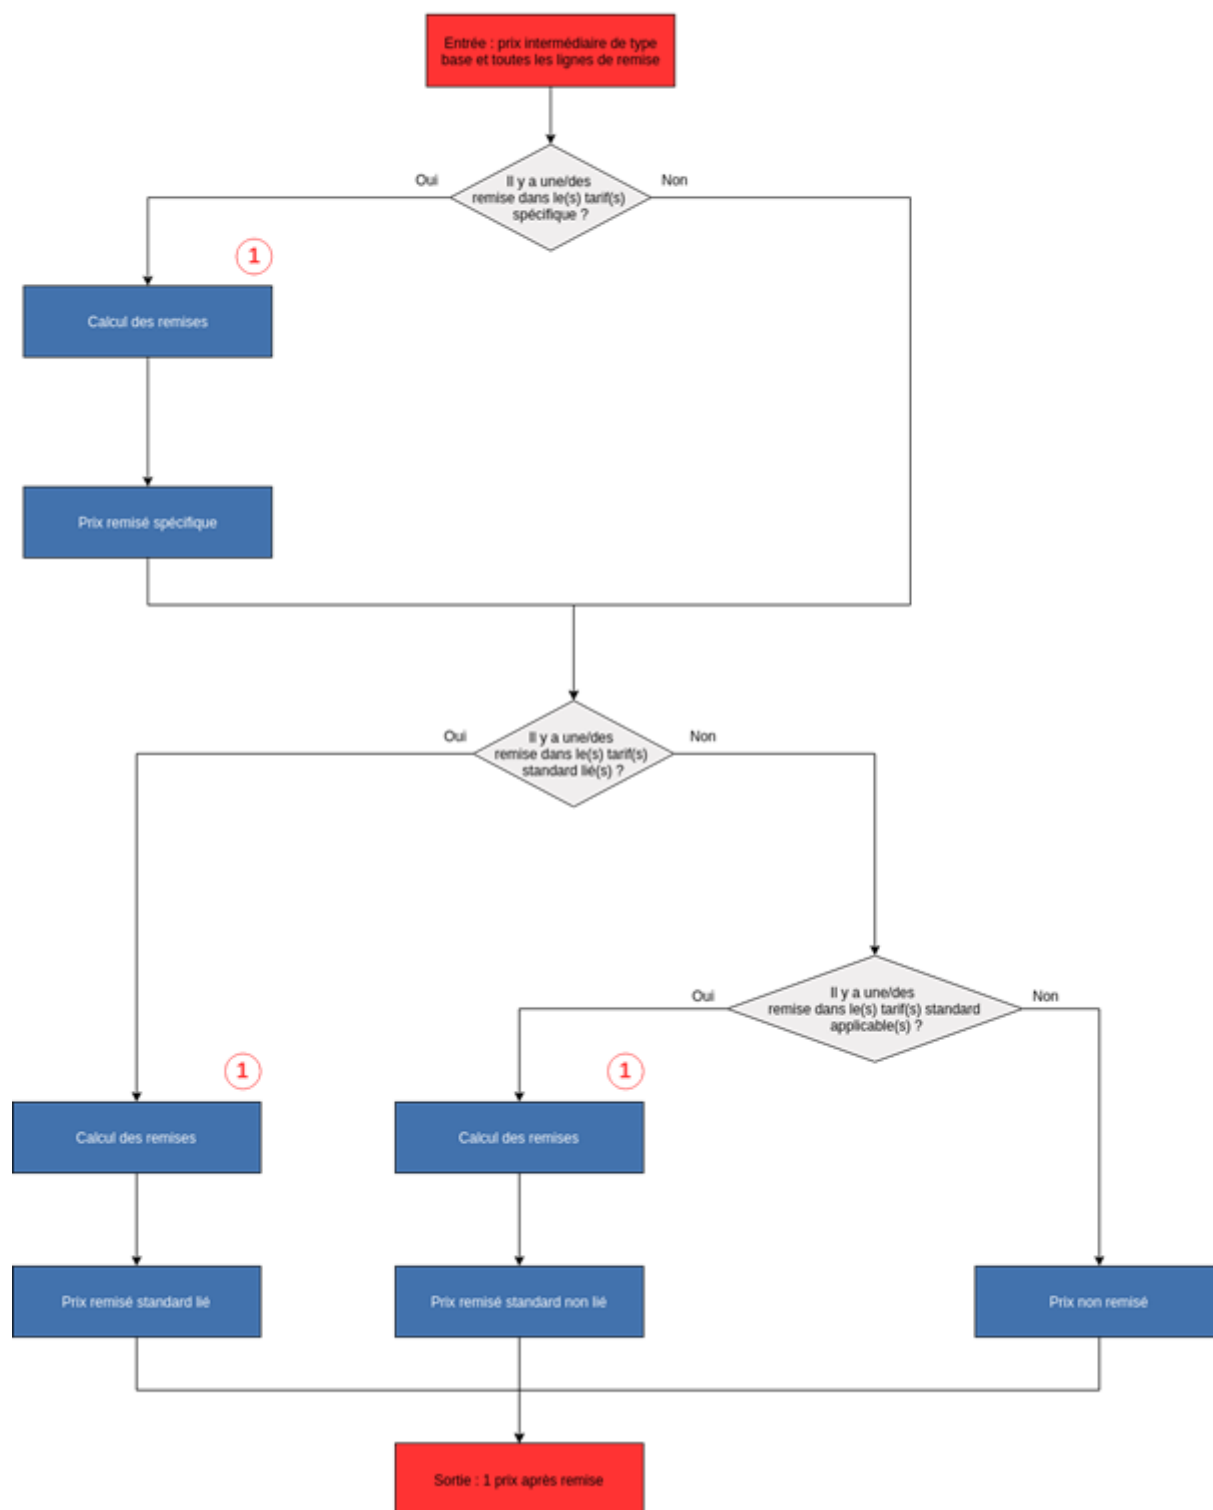 Entrée : prix intermédiaire de type
base et toutes les lignes de remise
Il y a une/des
remise dans le(s) tarif(s)
spécifique ?
Oui
Non
1
Calcul des remises
Prix remisé spécifique
Il y a une/des
remise dans le(s) tarif(s)
standard lié(s) ?
Oui
Non
Il y a une/des
remise dans le(s) tarif(s) standard
applicable(s) ?
Oui
Non
1
1
Calcul des remises
Calcul des remises
Prix remisé standard lié
Prix remisé standard non lié
Prix non remisé
Sortie : 1 prix après remise